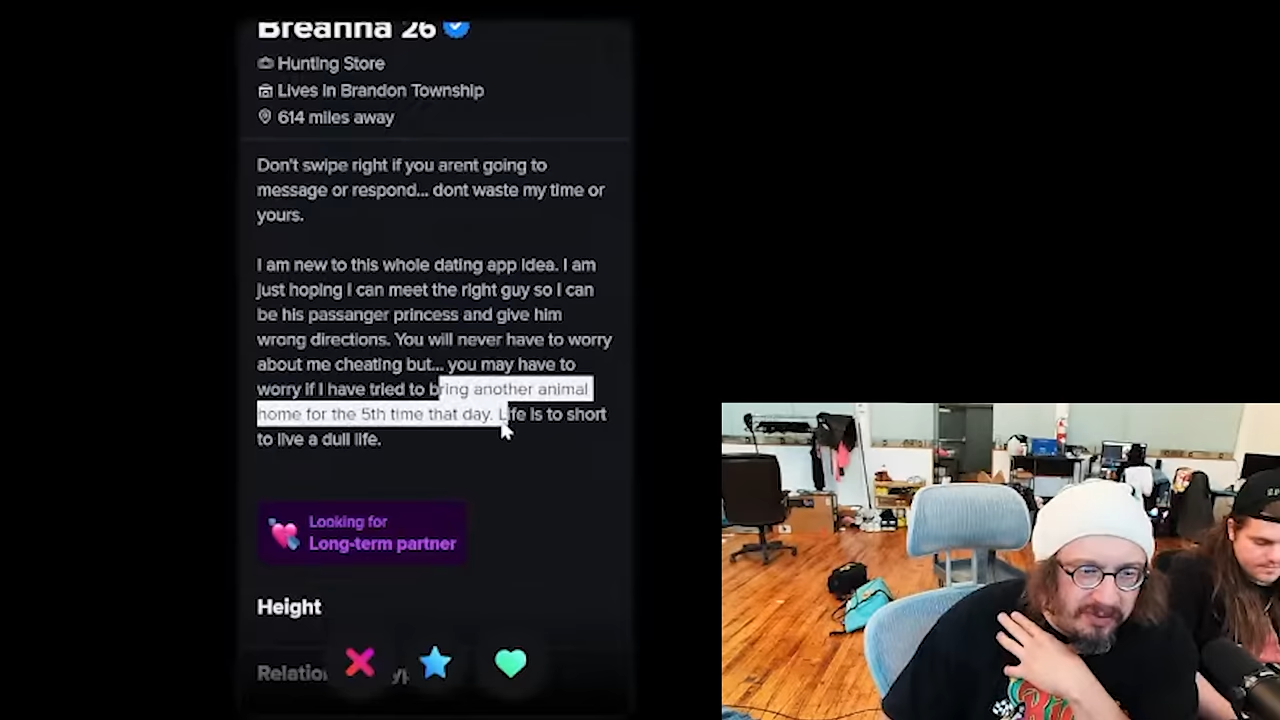 Breanna 26
Hunting Store
Lives in Brandon Township
614 miles away
Don't swipe right if you arent going to
message or respond... dont waste my time or
yours.
I am new to this whole dating app idea. I am
just hoping I can meet the right guy so I can
be his passanger princess and give him
wrong directions. You will never have to worry
about me cheating but... you may have to
worry if I have tried to bring another animal
home for the 5th time that day. Life is to short
to live a dull life.
Looking for
Long-term partner
Height